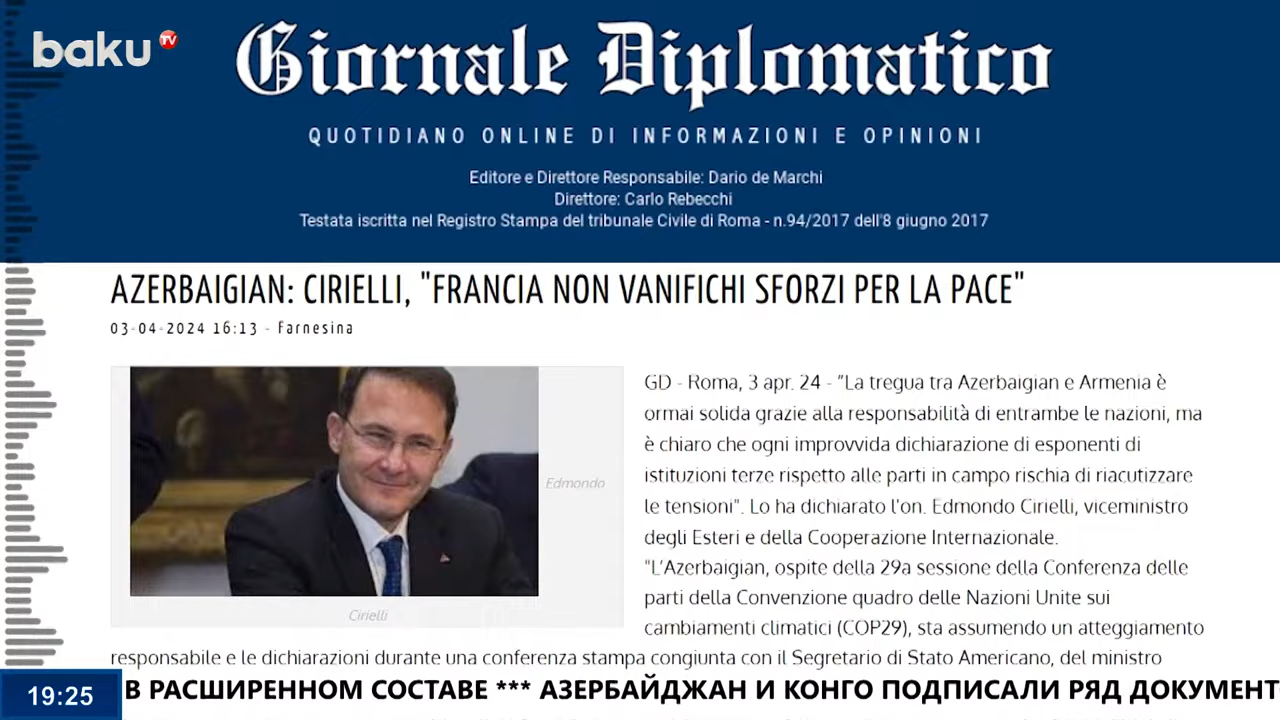 baku TV
Giornale Diplomatico
QUOTIDIANO ONLINE DI INFORMAZIONI E OPINIONI
Editore e Direttore Responsabile: Dario de Marchi
Direttore: Carlo Rebecchi
Testata iscritta nel Registro Stampa del tribunale Civile di Roma - n.94/2017 dell'8 giugno 2017
AZERBAIGIAN: CIRIELLI, "FRANCIA NON VANIFICHI SFORZI PER LA PACE"
03-04-2024 16:13 - Farnesina
GD - Roma, 3 apr. 24 - "La tregua tra Azerbaigian e Armenia è
ormai solida grazie alla responsabilità di entrambe le nazioni, ma
è chiaro che ogni improvvida dichiarazione di esponenti di
istituzioni terze rispetto alle parti in campo rischia di riacutizzare
le tensioni". Lo ha dichiarato l'on. Edmondo Cirielli, viceministro
degli Esteri e della Cooperazione Internazionale.
"L'Azerbaigian, ospite della 29a sessione della Conferenza delle
parti della Convenzione quadro delle Nazioni Unite sui
cambiamenti climatici (COP29), sta assumendo un atteggiamento
responsabile e le dichiarazioni durante una conferenza stampa congiunta con il Segretario di Stato Americano, del ministro
Edmondo
Cirielli
19:25
В РАСШИРЕННОМ СОСТАВЕ *** АЗЕРБАЙДЖАН И КОНГО ПОДПИСАЛИ РЯД ДОКУМЕНТ